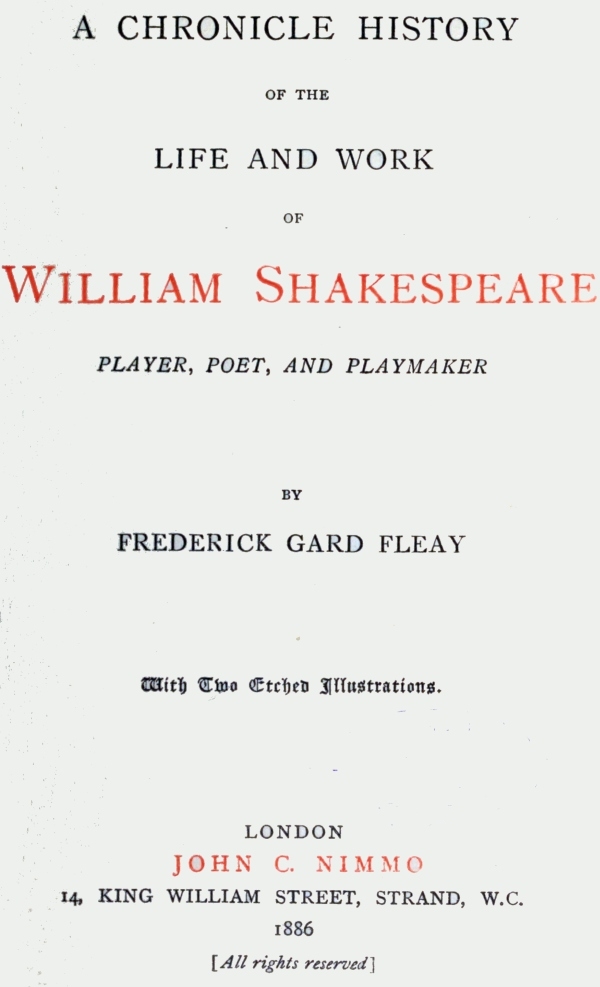 A CHRONICLE HISTORY
OF THE
LIFE AND WORK
OF
WILLIAM SHAKESPEARE
PLAYER, POET, AND PLAYMAKER
BY
FREDERICK GARD FLEAY
With Two Etched Illustrations.
LONDON
JOHN C. NIMMO
14, KING WILLIAM STREET, STRAND, W.C.
1886
[All rights reserved]